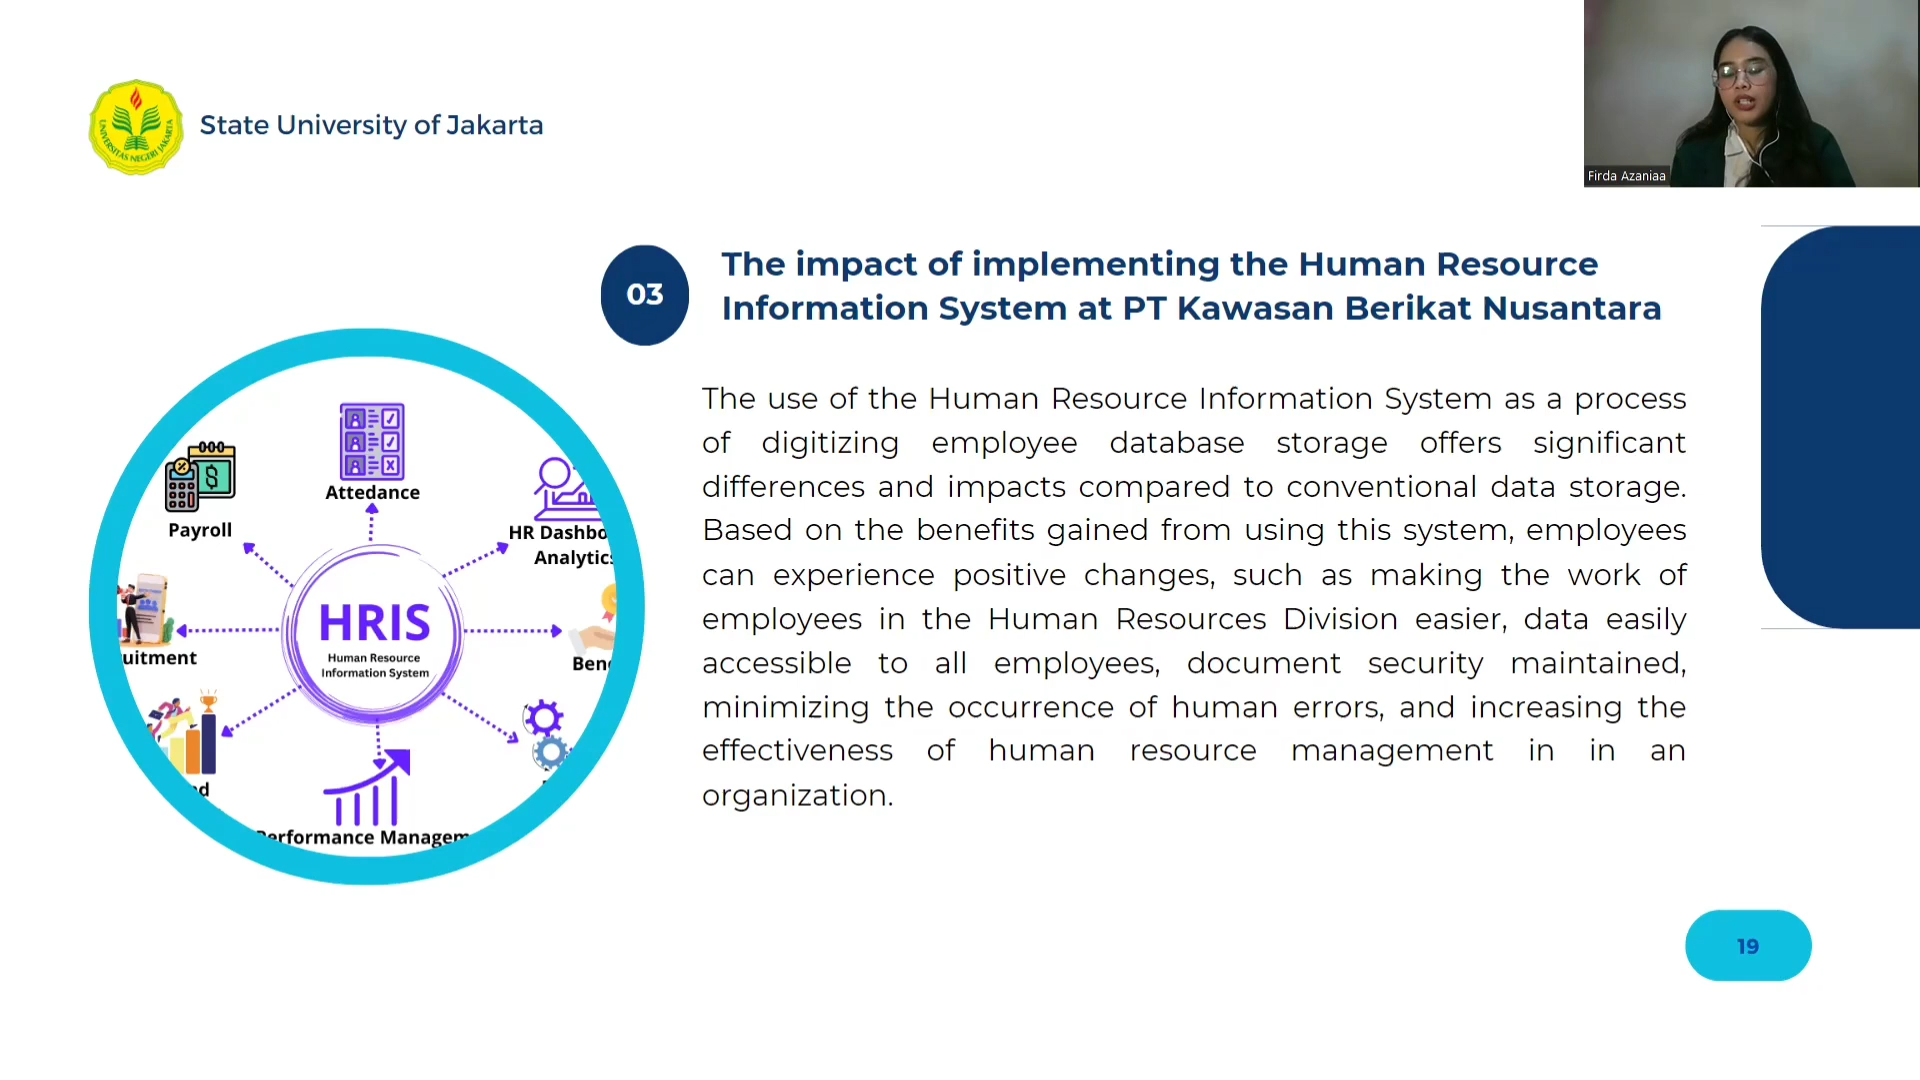 UNIVERSITAS NEGERI JAKARTA
State University of Jakarta
Firda Azaniaa
03
The impact of implementing the Human Resource
Information System at PT Kawasan Berikat Nusantara
The use of the Human Resource Information System as a process
of digitizing employee database storage offers significant
differences and impacts compared to conventional data storage.
Based on the benefits gained from using this system, employees
can experience positive changes, such as making the work of
employees in the Human Resources Division easier, data easily
accessible to all employees, document security maintained,
minimizing the occurrence of human errors, and increasing the
effectiveness of human resource management in in an
organization.
Attedance
Payroll
HR Dashbo
Analytics
HRIS
Human Resource
Information System
uitment
Ben
Performance Managem
19